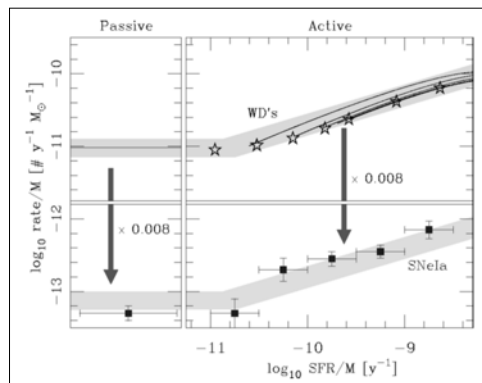 Passive Active
-10
WD's
-11
× 0.008 × 0.008
-12
SNeIa
-13
-11 -10 -9
log₁₀ SFR/M [y⁻¹]
log₁₀ rate/M [# y⁻¹ M⊙⁻¹]